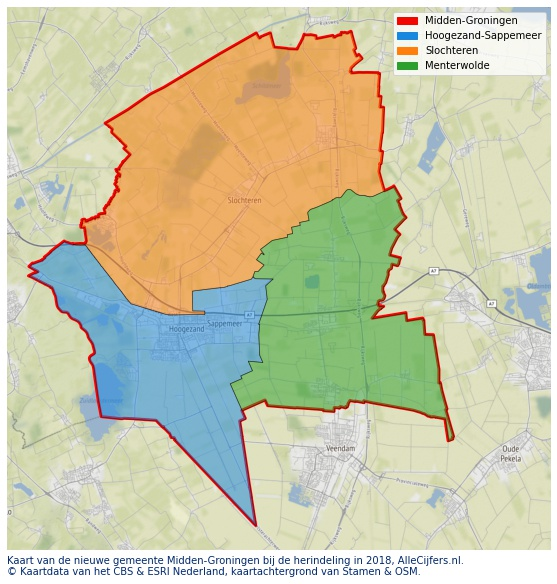 Midden-Groningen
Hoogezand-Sappemeer
Slochteren
Menterwolde
Slochteren
A7
A7
A7
Hoogezand
Sappemeer
Veendam
Oude
Pekela
Kaart van de nieuwe gemeente Midden-Groningen bij de herindeling in 2018, AlleCijfers.nl.
© Kaartdata van het CBS & ESRI Nederland, kaartachtergrond van Stamen & OSM.